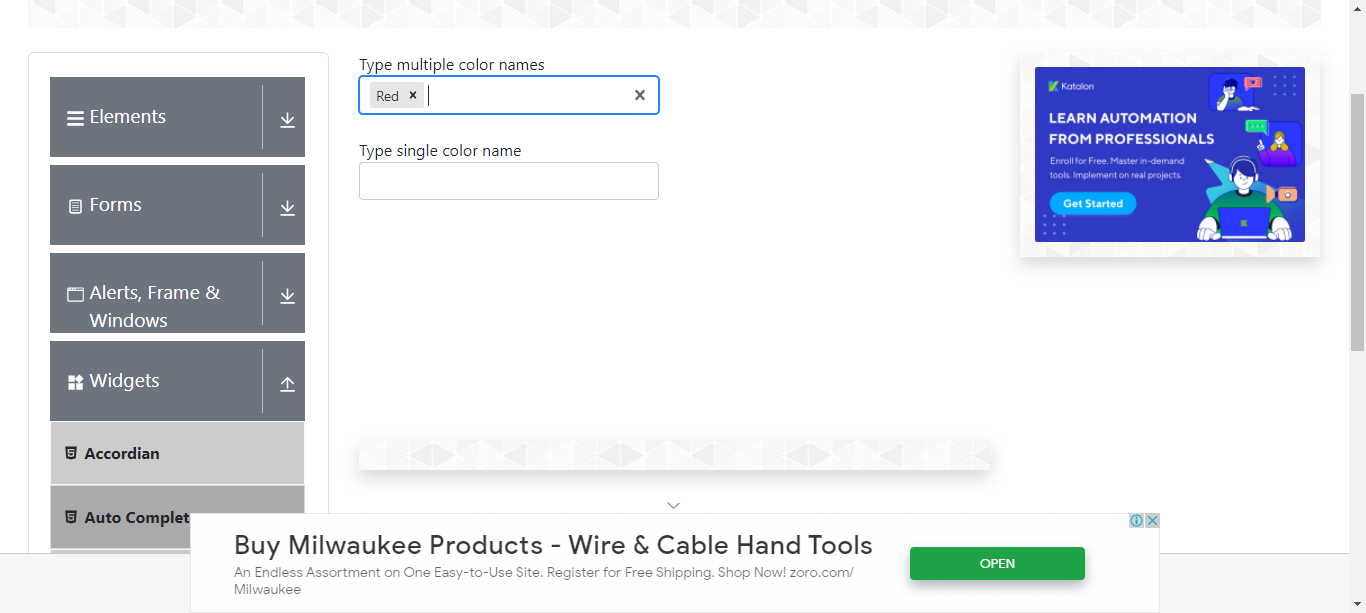 Elements
Forms
Alerts, Frame &
Windows
Widgets
Accordian
Auto Complet
Type multiple color names
Red ×
×
Type single color name
Katalon
LEARN AUTOMATION
FROM PROFESSIONALS
Enroll for Free. Master in-demand
tools. Implement on real projects.
Get Started
Buy Milwaukee Products - Wire & Cable Hand Tools
An Endless Assortment on One Easy-to-Use Site. Register for Free Shipping. Shop Now! zoro.com/
Milwaukee
OPEN